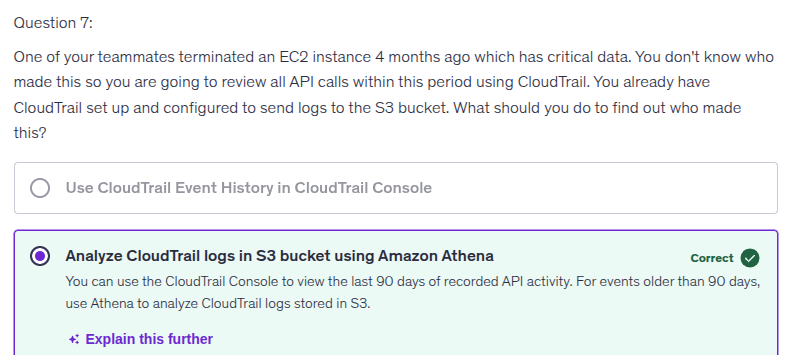 Question 7:
One of your teammates terminated an EC2 instance 4 months ago which has critical data. You don't know who
made this so you are going to review all API calls within this period using CloudTrail. You already have
CloudTrail set up and configured to send logs to the S3 bucket. What should you do to find out who made
this?
Use CloudTrail Event History in CloudTrail Console
Analyze CloudTrail logs in S3 bucket using Amazon Athena
Correct
You can use the CloudTrail Console to view the last 90 days of recorded API activity. For events older than 90 days,
use Athena to analyze CloudTrail logs stored in S3.
Explain this further